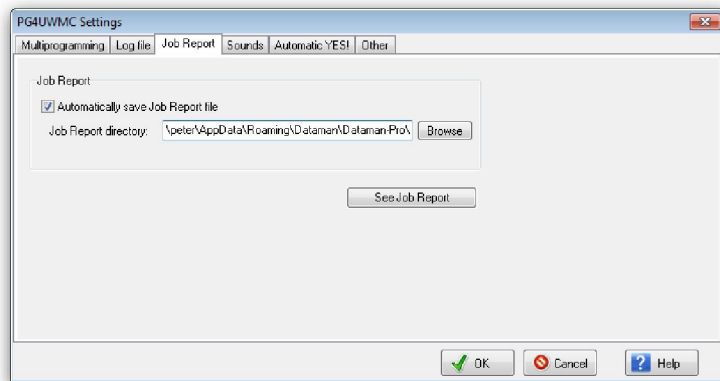 PG4UWMC Settings
Multiprogramming Log file Job Report Sounds Automatic YES! Other
Job Report
Automatically save Job Report file
Job Report directory: \peter\AppData\Roaming\Dataman\Dataman-Pro\ Browse
See Job Report
OK Cancel ? Help